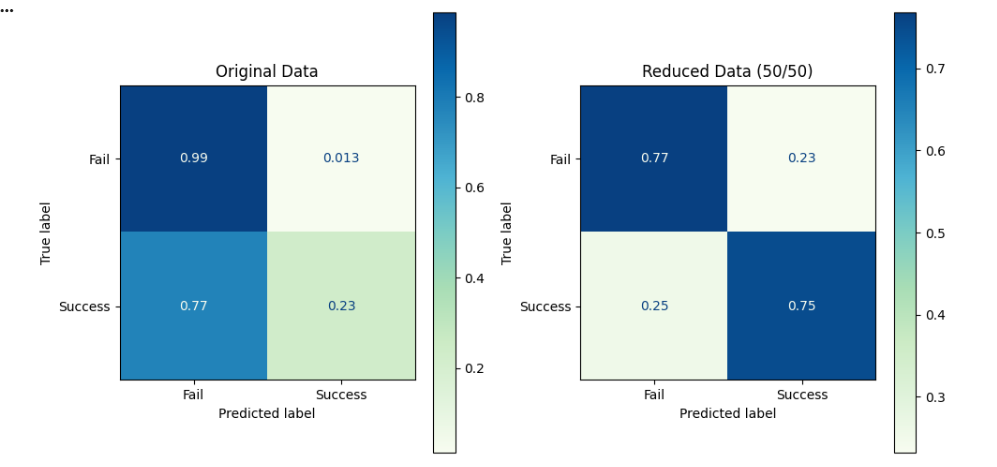 ...
Original Data
Fail
0.99
0.013
Success
0.77
0.23
True label
Fail
Success
Predicted label
0.8
0.6
0.4
0.2
Reduced Data (50/50)
Fail
0.77
0.23
Success
0.25
0.75
True label
Fail
Success
Predicted label
0.7
0.6
0.5
0.4
0.3